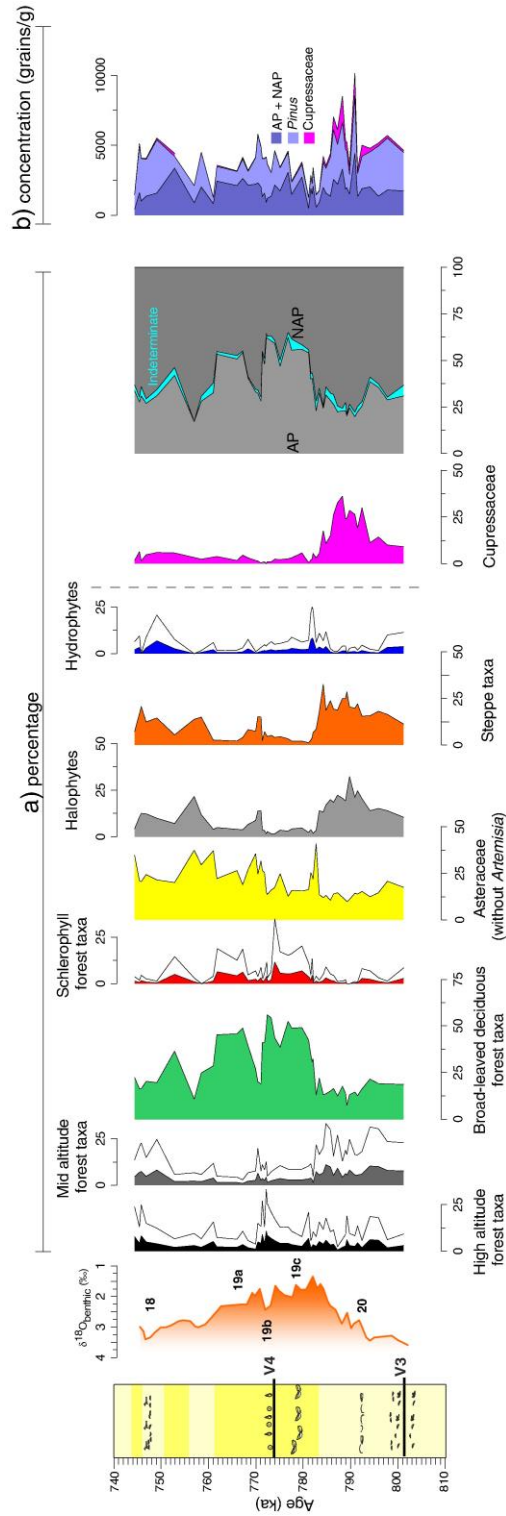 a) percentage
b) concentration (grains/g)
Age (ka)
740
750
760
770
780
790
800
810
V4
V3
δ18Obenthic (‰)
1
2
3
4
18
19a
19b
19c
20
High altitude
forest taxa
0
25
Mid altitude
forest taxa
0
25
Broad-leaved deciduous
forest taxa
0
25
50
75
Schlerophyll
forest taxa
0
25
Asteraceae
(without Artemisia)
0
25
50
Halophytes
0
25
50
Steppe taxa
0
25
50
Hydrophytes
0
25
Cupressaceae
0
25
50
AP
Indeterminate
NAP
0
25
50
75
100
0
5000
10000
AP + NAP
Pinus
Cupressaceae